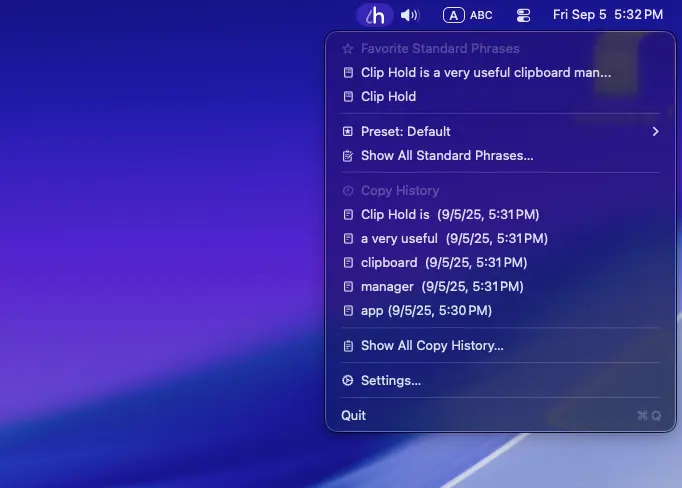 h
A ABC Fri Sep 5 5:32 PM
Favorite Standard Phrases
Clip Hold is a very useful clipboard man...
Clip Hold
Preset: Default
Show All Standard Phrases...
Copy History
Clip Hold is (9/5/25, 5:31 PM)
a very useful (9/5/25, 5:31 PM)
clipboard (9/5/25, 5:31 PM)
manager (9/5/25, 5:31 PM)
app (9/5/25, 5:30 PM)
Show All Copy History...
Settings...
Quit ⌘ Q